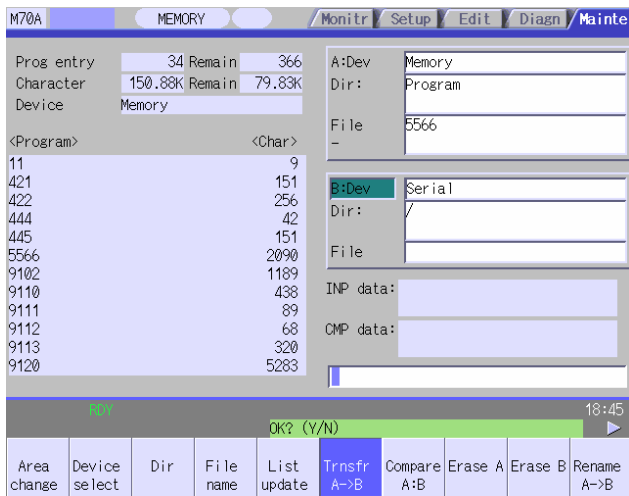 M70A MEMORY Monitr Setup Edit Diagn Mainte
Prog entry 34 Remain 366
Character 150.88K Remain 79.83K
Device Memory
<Program> <Char>
11 9
421 151
422 256
444 42
445 151
5566 2090
9102 1189
9110 438
9111 89
9112 68
9113 320
9120 5283
A:Dev Memory
Dir: Program
File 5566
–
B:Dev Serial
Dir: /
File
INP data:
CMP data:
RDY 18:45
OK? (Y/N)
Area change
Device select
Dir
File name
List update
Trnsfr A->B
Compare A:B
Erase A
Erase B
Rename A->B